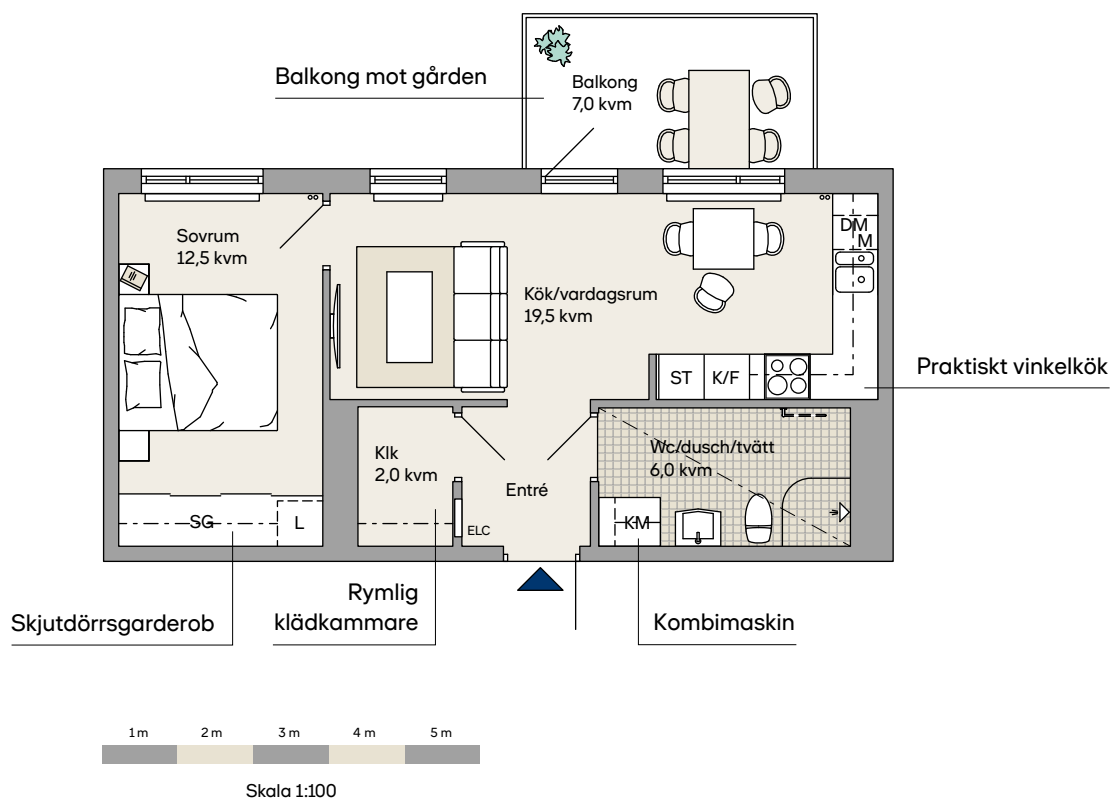 Balkong mot gården
Balkong
7,0 kvm
Sovrum
12,5 kvm
DM
M
Kök/vardagsrum
19,5 kvm
Praktiskt vinkelkök
ST
K/F
Klk
2,0 kvm
Wc/dusch/tvätt
6,0 kvm
Entré
SG
L
ELC
KM
Skjutdörrsgarderob
Rymlig
klädkammare
Kombimaskin
1 m
2 m
3 m
4 m
5 m
Skala 1:100